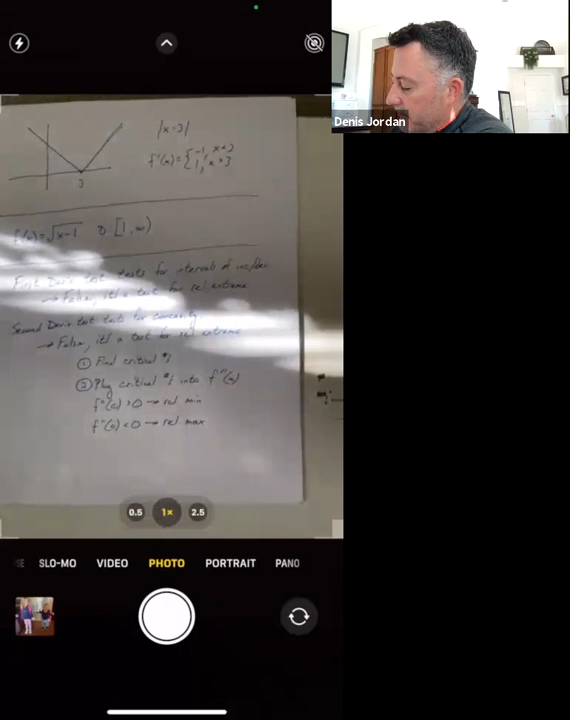 Denis Jordan
|x-3|
f'(x) = { -1, x<3
1, x>3
3
f(x)=√x-1 D [1, ∞)
First Deriv test tests for intervals of inc/dec
→ False, it's a test for rel extrema
Second Deriv test tests for concavity
→ False, it's a test for rel extrema
① Find critical #'s
② Plug critical #'s into f''(x)
f''(c) > 0 → rel min
f''(c) < 0 → rel max
0.5 1× 2.5
SLO-MO VIDEO PHOTO PORTRAIT PANO